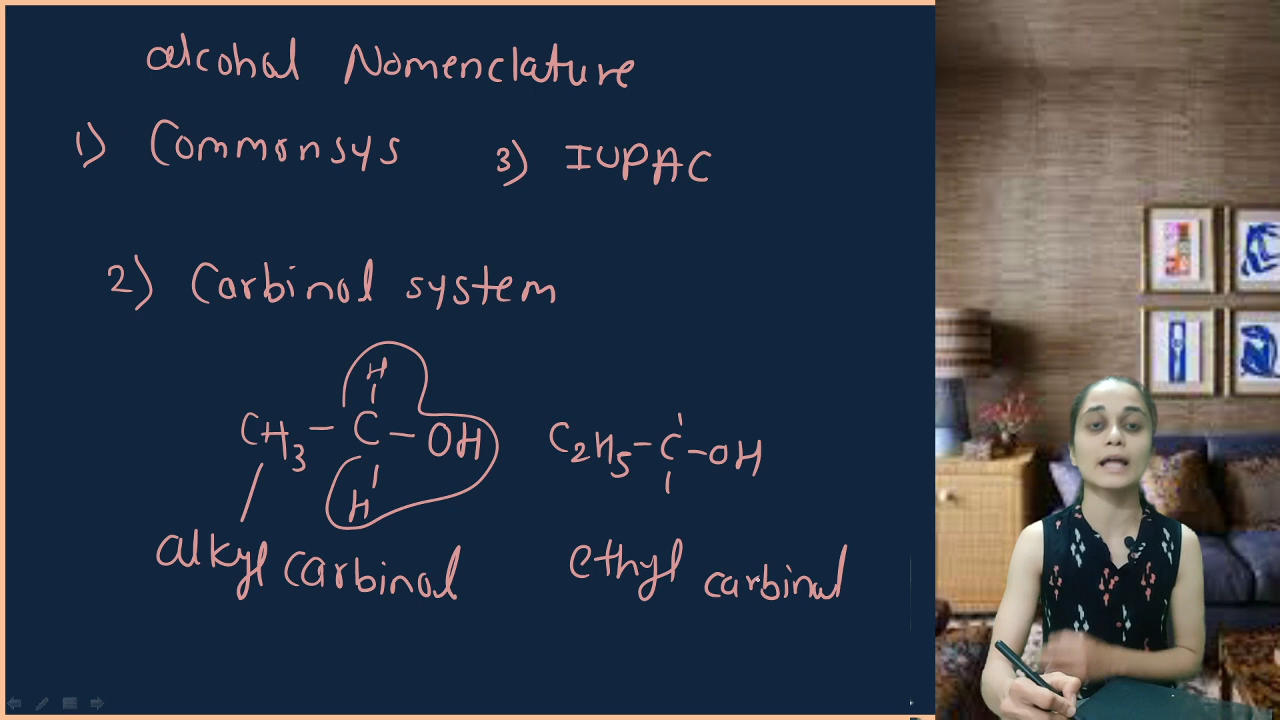 alcohal Nomenclature
1) Commonsys 3) IUPAC
2) Carbinol system
H
CH3 - C - OH C2H5 - C - OH
H
alkyl carbinol ethyl carbinol